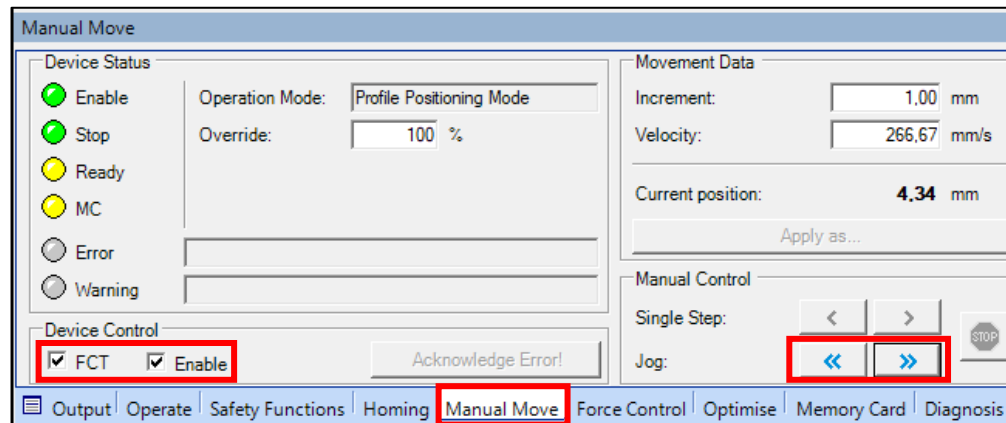 Manual Move
Device Status
Enable
Operation Mode:
Profile Positioning Mode
Stop
Override:
100 %
Ready
MC
Error
Warning
Device Control
FCT
Enable
Acknowledge Error!
Movement Data
Increment:
1,00 mm
Velocity:
266,67 mm/s
Current position:
4,34 mm
Apply as...
Manual Control
Single Step:
< >
STOP
Jog:
« »
Output Operate Safety Functions Homing Manual Move Force Control Optimise Memory Card Diagnosis